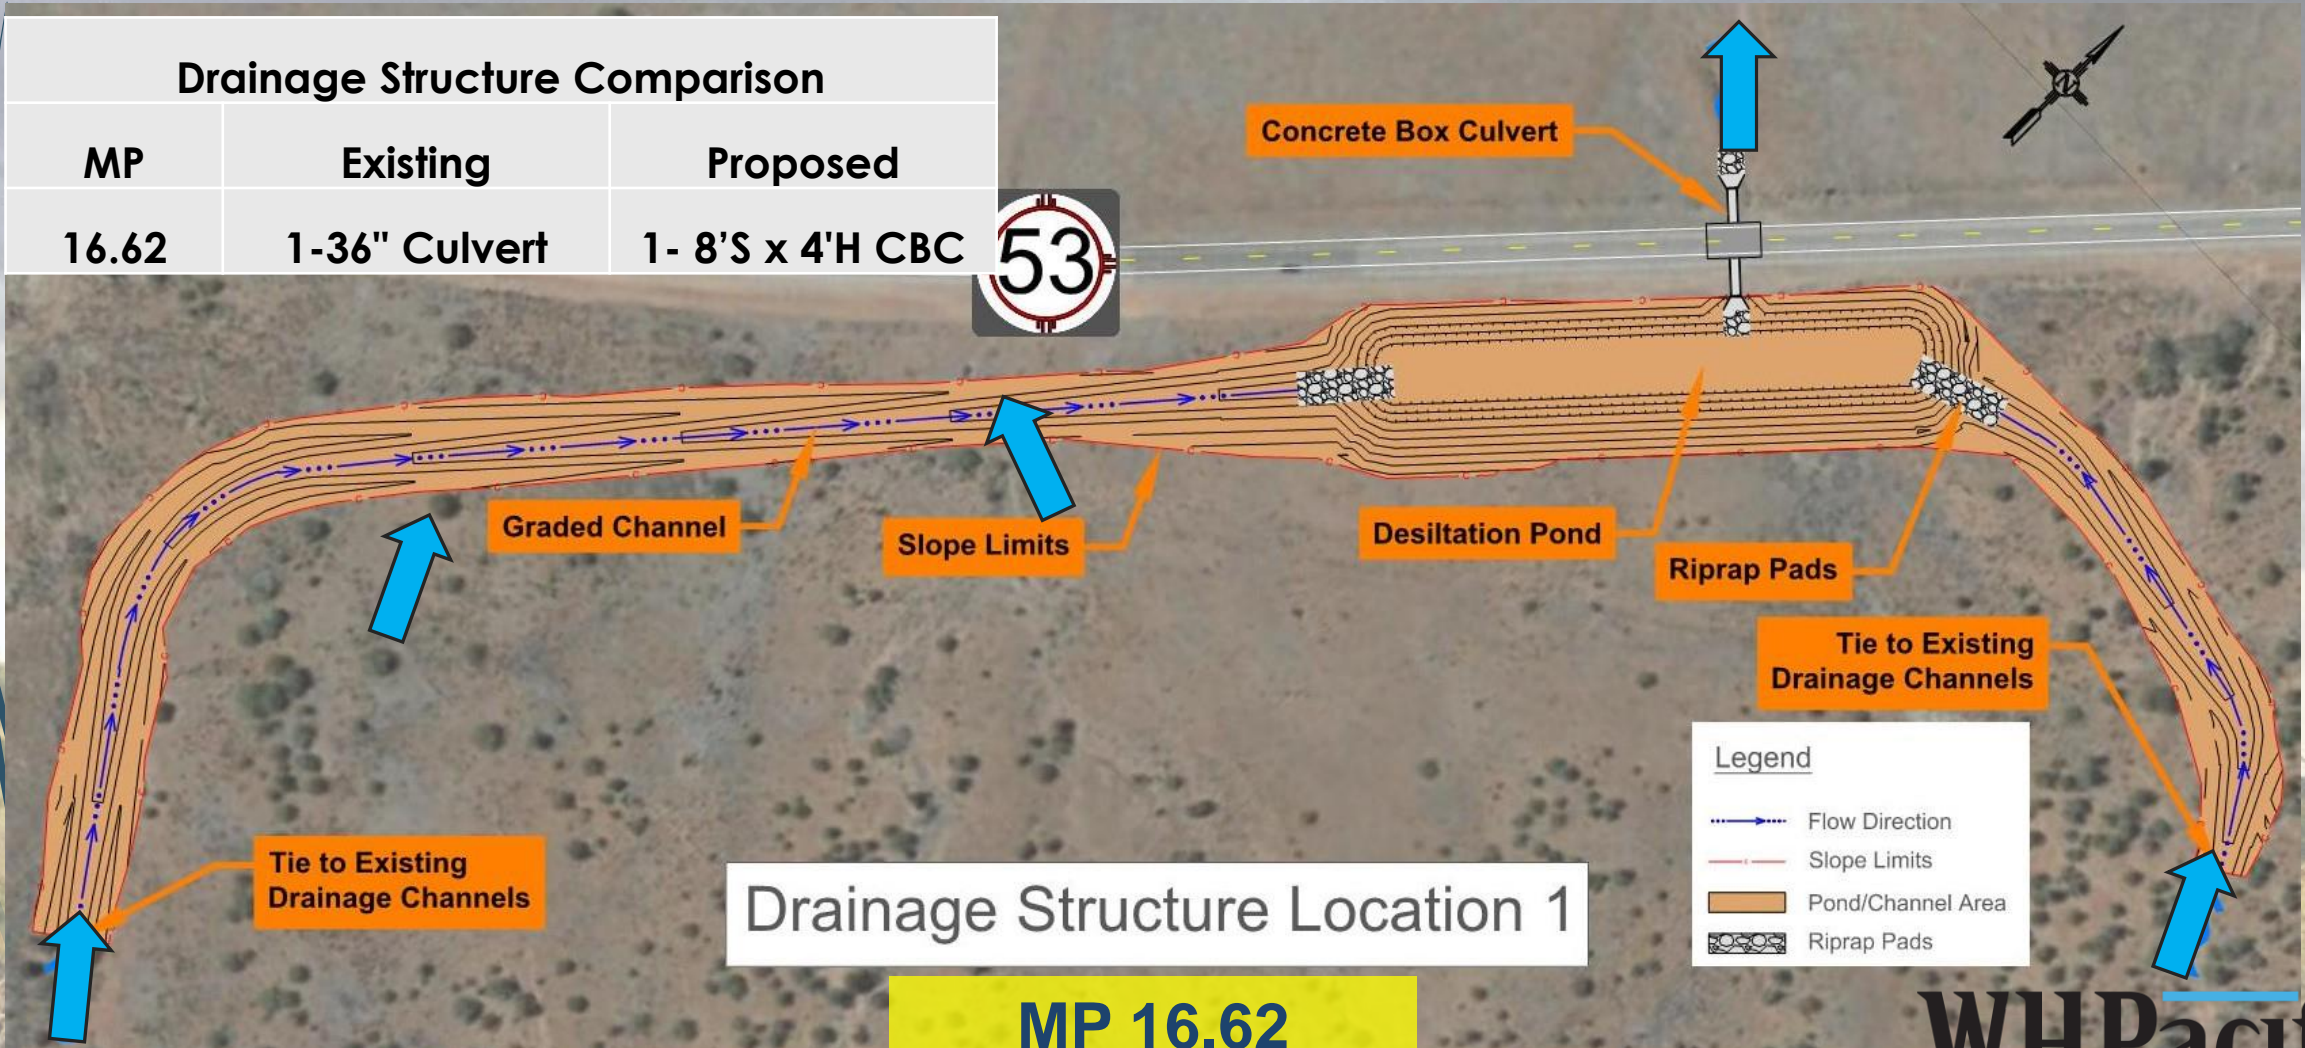 Drainage Structure Comparison
MP Existing Proposed
16.62 1-36" Culvert 1- 8’S x 4'H CBC
53
N
Concrete Box Culvert
Graded Channel
Slope Limits
Desiltation Pond
Riprap Pads
Tie to Existing
Drainage Channels
Tie to Existing
Drainage Channels
Legend
Flow Direction
Slope Limits
Pond/Channel Area
Riprap Pads
Drainage Structure Location 1
MP 16.62
WHPacif